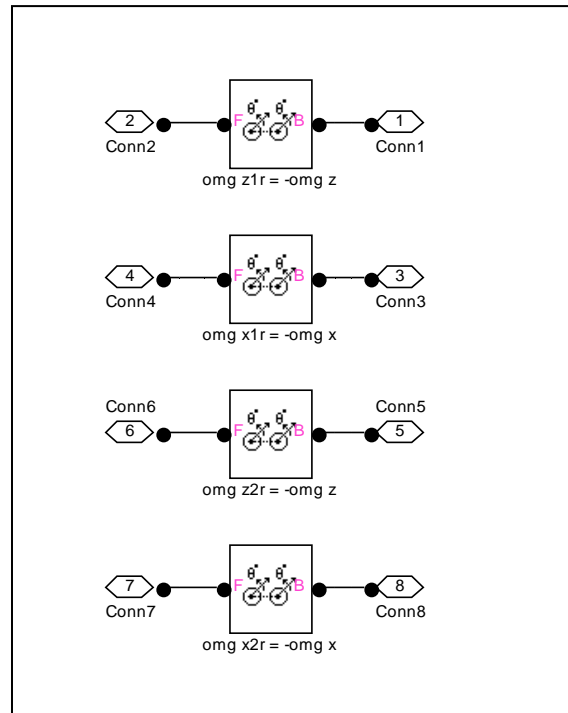 θ θ
2 F B 1
Conn2 Conn1
omg z1r = -omg z
θ θ
4 F B 3
Conn4 Conn3
omg x1r = -omg x
Conn6 Conn5
θ θ
6 F B 5
omg z2r = -omg z
θ θ
7 F B 8
Conn7 Conn8
omg x2r = -omg x